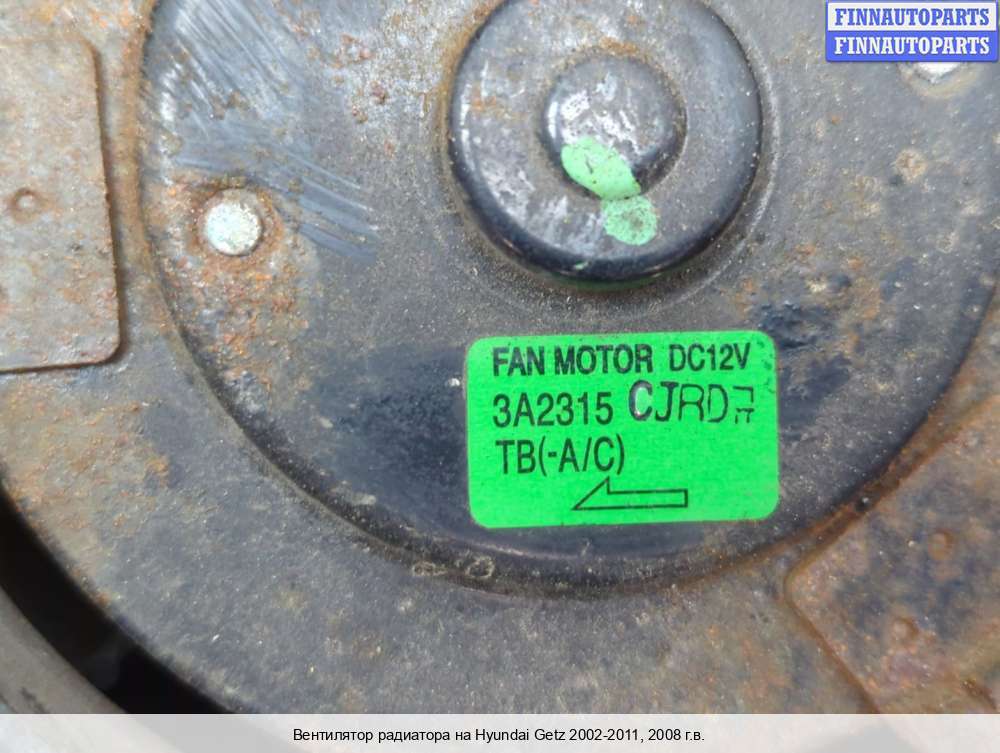 FINNAUTOPARTS
FINNAUTOPARTS
FAN MOTOR DC12V
3A2315 CJRD
TB(-A/C)
Вентилятор радиатора на Hyundai Getz 2002-2011, 2008 г.в.